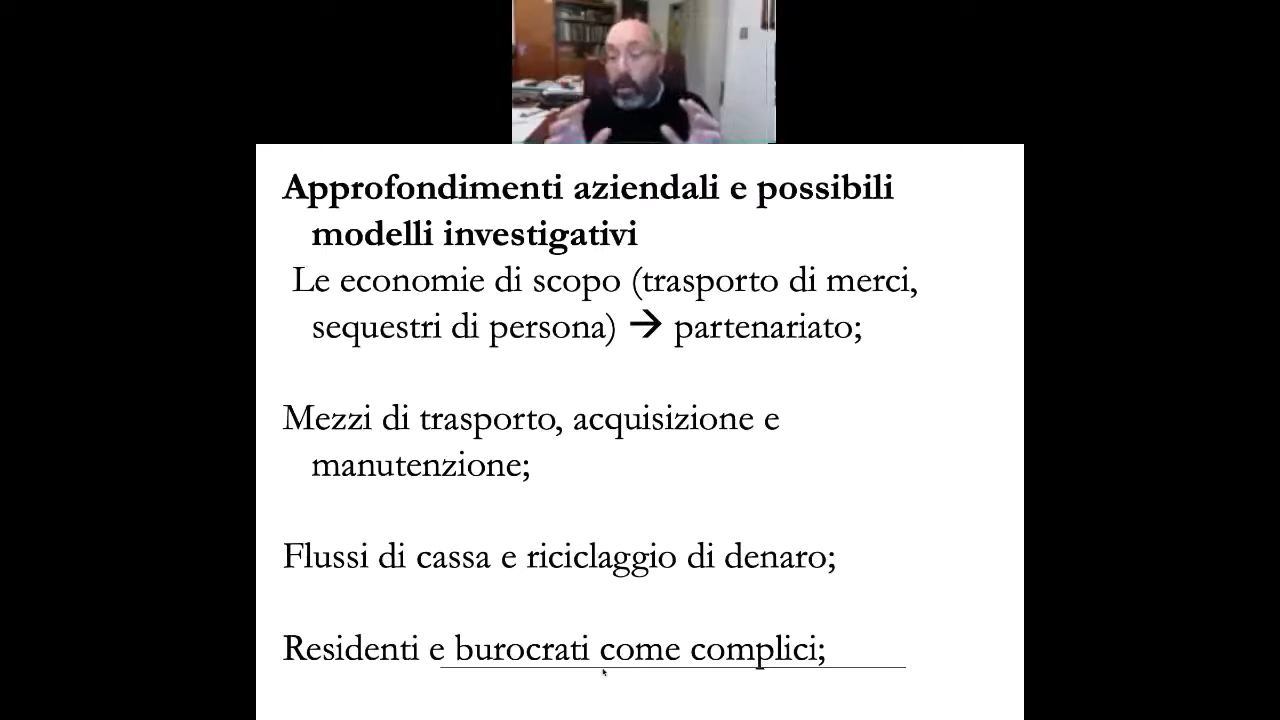 Approfondimenti aziendali e possibili
modelli investigativi
Le economie di scopo (trasporto di merci,
sequestri di persona) → partenariato;
Mezzi di trasporto, acquisizione e
manutenzione;
Flussi di cassa e riciclaggio di denaro;
Residenti e burocrati come complici;